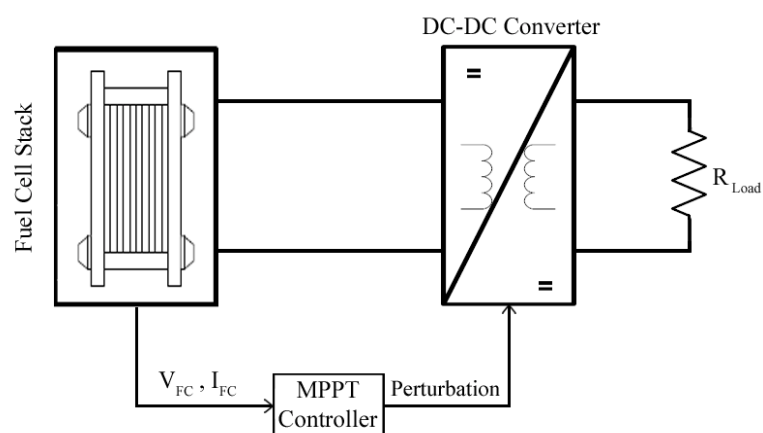 DC-DC Converter
Fuel Cell Stack
=
R Load
=
V FC , I FC
MPPT
Controller
Perturbation